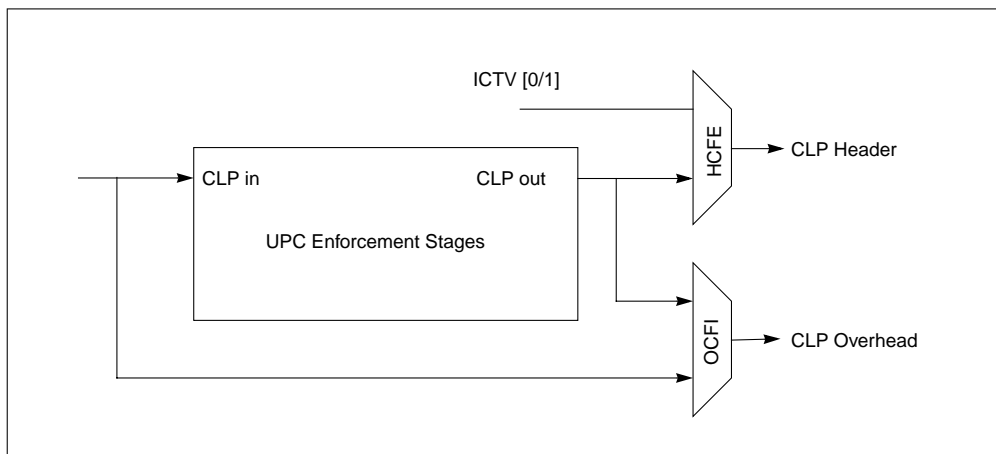 ICTV [0/1]
HCFE
CLP Header
CLP in
CLP out
UPC Enforcement Stages
OCFI
CLP Overhead